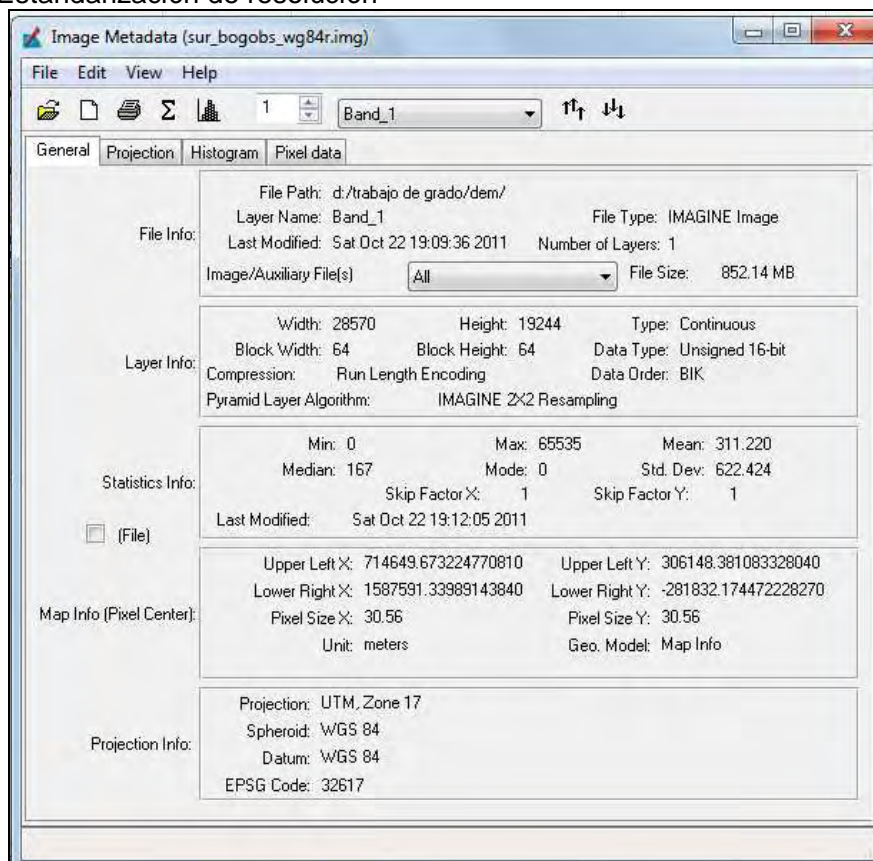 Estandarización de resolución
Image Metadata (sur_bogobs_wg84r.img)
File Edit View Help
Σ 1 Band_1
General Projection Histogram Pixel data
File Info:
File Path: d:/trabajo de grado/dem/
Layer Name: Band_1 File Type: IMAGINE Image
Last Modified: Sat Oct 22 19:09:36 2011 Number of Layers: 1
Image/Auxiliary File(s) All File Size: 852.14 MB
Layer Info:
Width: 28570 Height: 19244 Type: Continuous
Block Width: 64 Block Height: 64 Data Type: Unsigned 16-bit
Compression: Run Length Encoding Data Order: BIK
Pyramid Layer Algorithm: IMAGINE 2X2 Resampling
Statistics Info:
Min: 0 Max: 65535 Mean: 311.220
Median: 167 Mode: 0 Std. Dev: 622.424
Skip Factor X: 1 Skip Factor Y: 1
Last Modified: Sat Oct 22 19:12:05 2011
(File)
Map Info (Pixel Center):
Upper Left X: 714649.673224770810 Upper Left Y: 306148.381083328040
Lower Right X: 1587591.33989143840 Lower Right Y: -281832.174472228270
Pixel Size X: 30.56 Pixel Size Y: 30.56
Unit: meters Geo. Model: Map Info
Projection Info:
Projection: UTM, Zone 17
Spheroid: WGS 84
Datum: WGS 84
EPSG Code: 32617